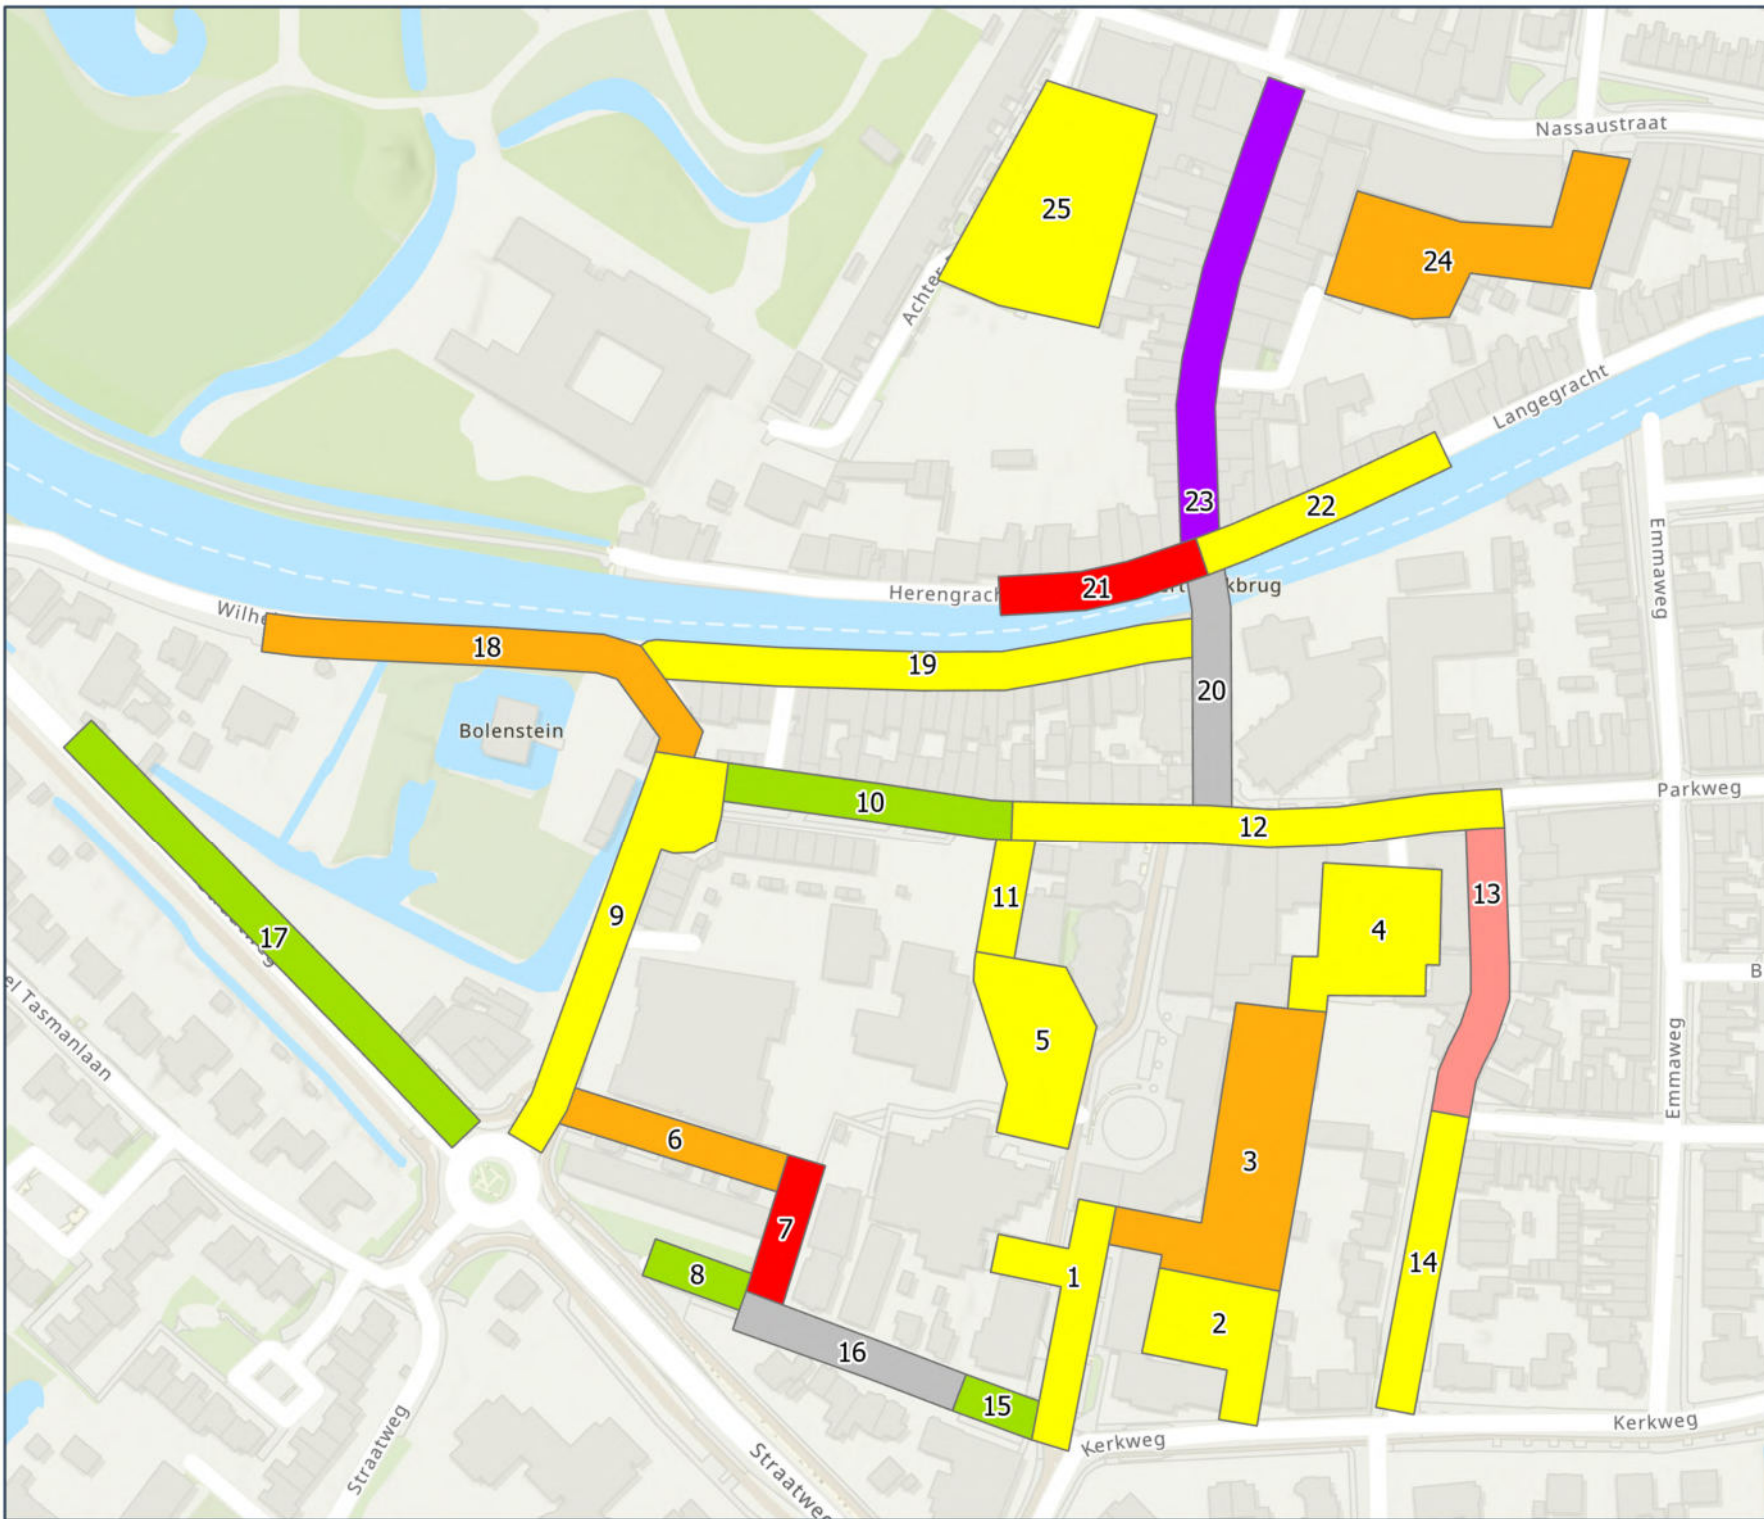 Nassaustraat
25
24
Achter
Langegracht
23
22
Emmaweg
21
Herengrach
kbrug
Wilhe
18
19
20
Bolenstein
Parkweg
10
12
13
11
9
4
17
el Tasmanlaan
B
5
Emmaweg
6
3
7
8
1
14
2
16
15
Straatweg
Kerkweg
Kerkweg
Straatweg